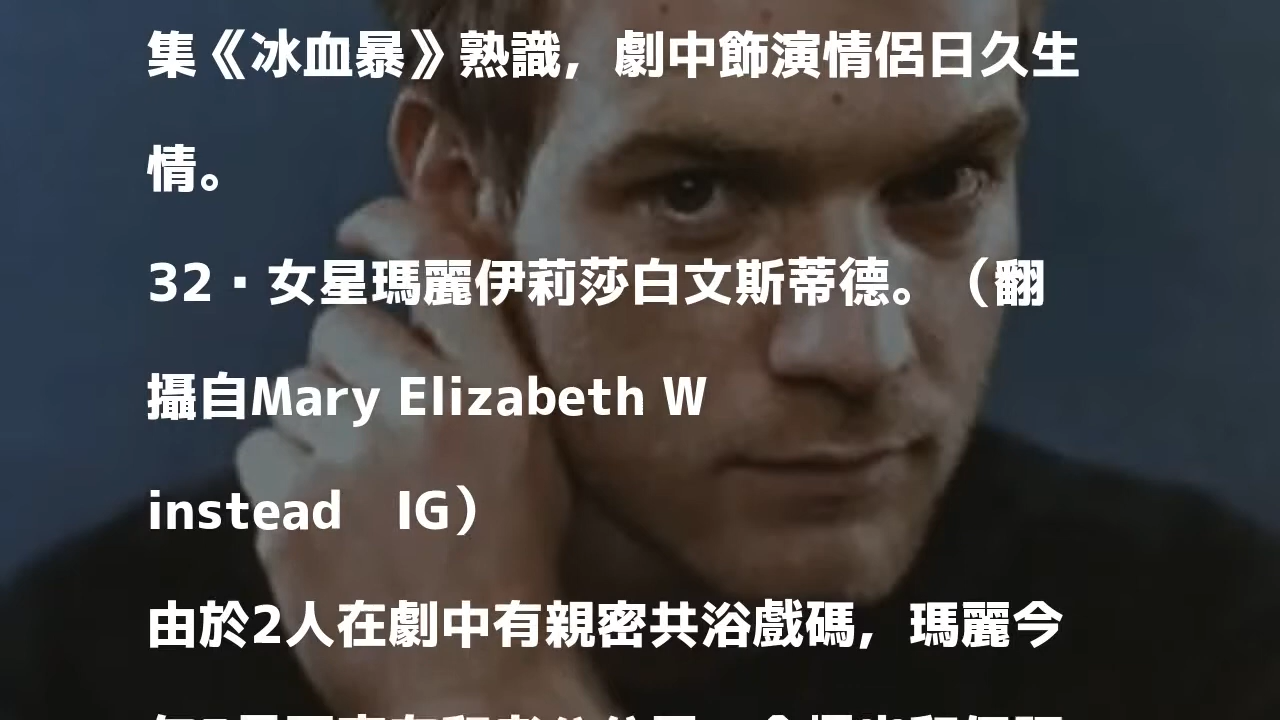 集《冰血暴》熟識，劇中飾演情侶日久生
情。
32·女星瑪麗伊莉莎白文斯蒂德。（翻
攝自Mary Elizabeth W
instead　IG）
由於2人在劇中有親密共浴戲碼，瑪麗今